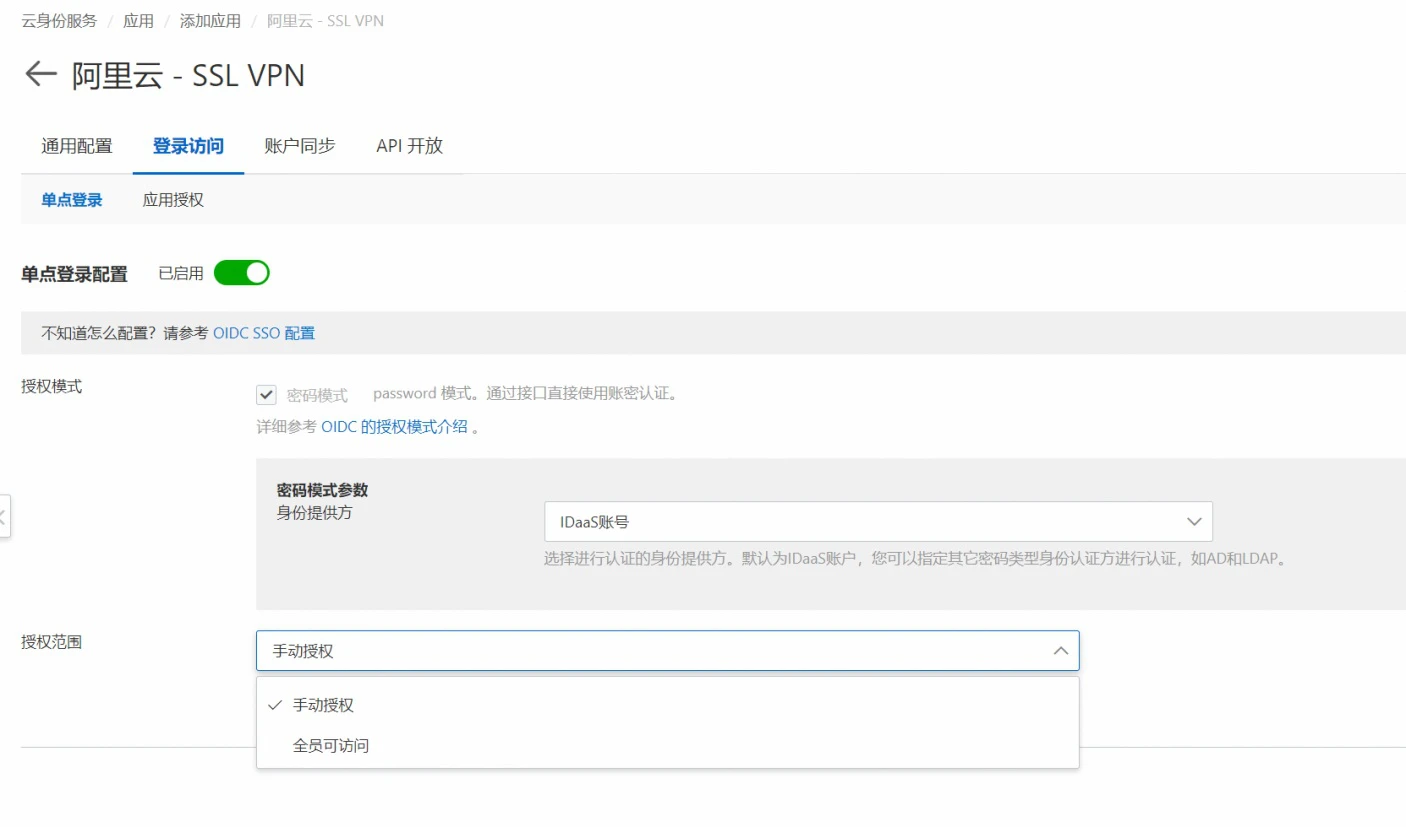 云身份服务 / 应用 / 添加应用 / 阿里云 - SSL VPN
阿里云 - SSL VPN
通用配置 登录访问 账户同步 API 开放
单点登录 应用授权
单点登录配置 已启用
不知道怎么配置？请参考 OIDC SSO 配置
授权模式
密码模式 password 模式。通过接口直接使用账密认证。
详细参考 OIDC 的授权模式介绍 。
密码模式参数
身份提供方
IDaaS账号
选择进行认证的身份提供方。默认为IDaaS账户，您可以指定其它密码类型身份认证方进行认证，如AD和LDAP。
授权范围
手动授权
手动授权
全员可访问